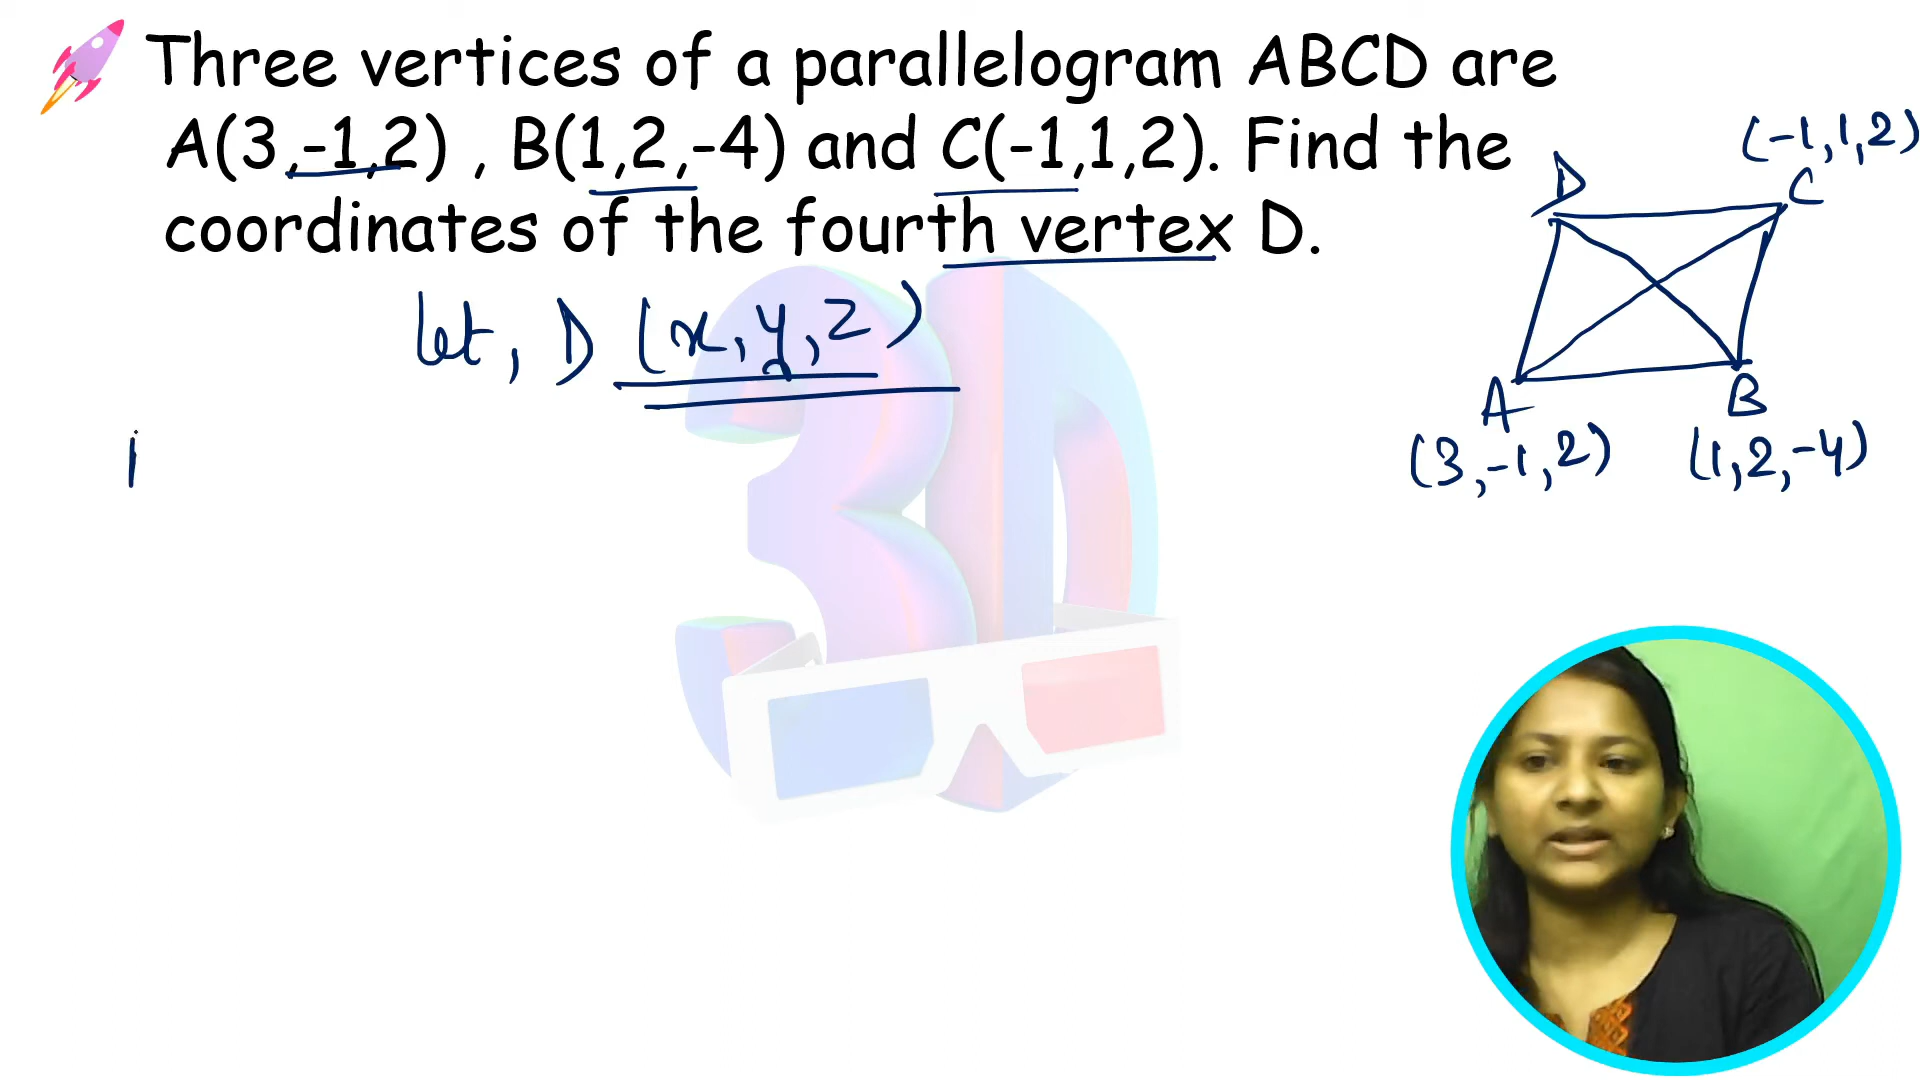 Three vertices of a parallelogram ABCD are
A(3,-1,2) , B(1,2,-4) and C(-1,1,2). Find the
coordinates of the fourth vertex D.
let, D (x,y,z)
(-1,1,2)
D
C
A
B
(3,-1,2)
(1,2,-4)
3D